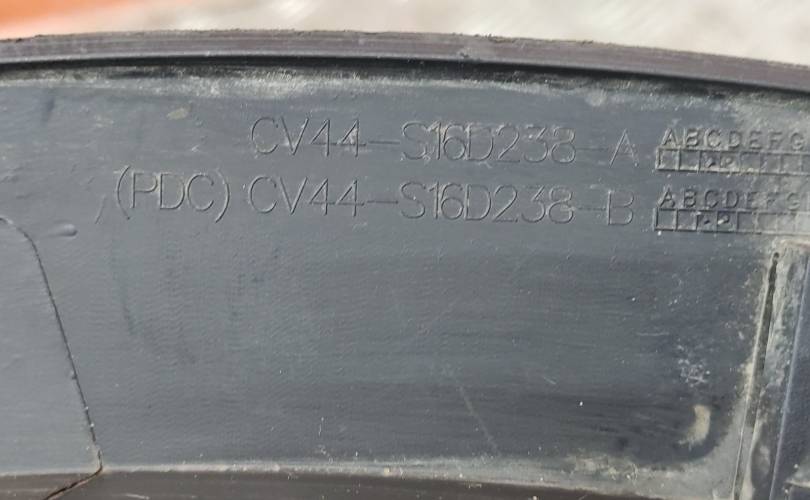 CV44-S16D238-A ABCDEFG
(PDC) CV44-S16D238-B ABCDEFG